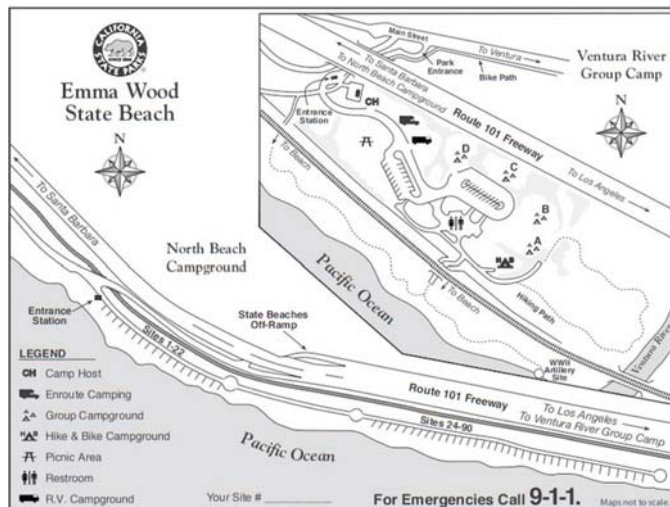 CALIFORNIA
STATE PARKS
SINCE 1864
Emma Wood
State Beach
N
To Santa Barbara
North Beach
Campground
Entrance
Station
Sites 1-22
State Beaches
Off-Ramp
Route 101 Freeway
To Los Angeles
To Ventura River Group Camp
Sites 24-90
Pacific Ocean
LEGEND
CH Camp Host
Enroute Camping
Group Campground
Hike & Bike Campground
Picnic Area
Restroom
R.V. Campground
Your Site #
For Emergencies Call 9-1-1.
Maps not to scale.
Ventura River
Group Camp
N
Main Street
Park
Entrance
To Ventura
Bike Path
To Santa Barbara
To North Beach Campground
Route 101 Freeway
To Los Angeles
Entrance
Station
CH
D
C
B
A
H B
To Beach
To Beach
Hiking Path
Pacific Ocean
WWII
Artillery
Site